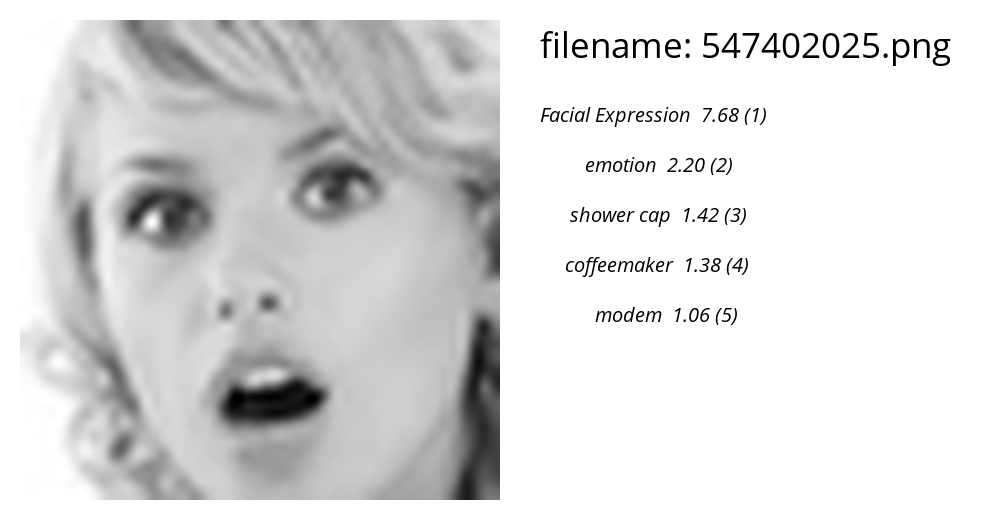 filename: 547402025.png
Facial Expression 7.68 (1)
emotion 2.20 (2)
shower cap 1.42 (3)
coffeemaker 1.38 (4)
modem 1.06 (5)